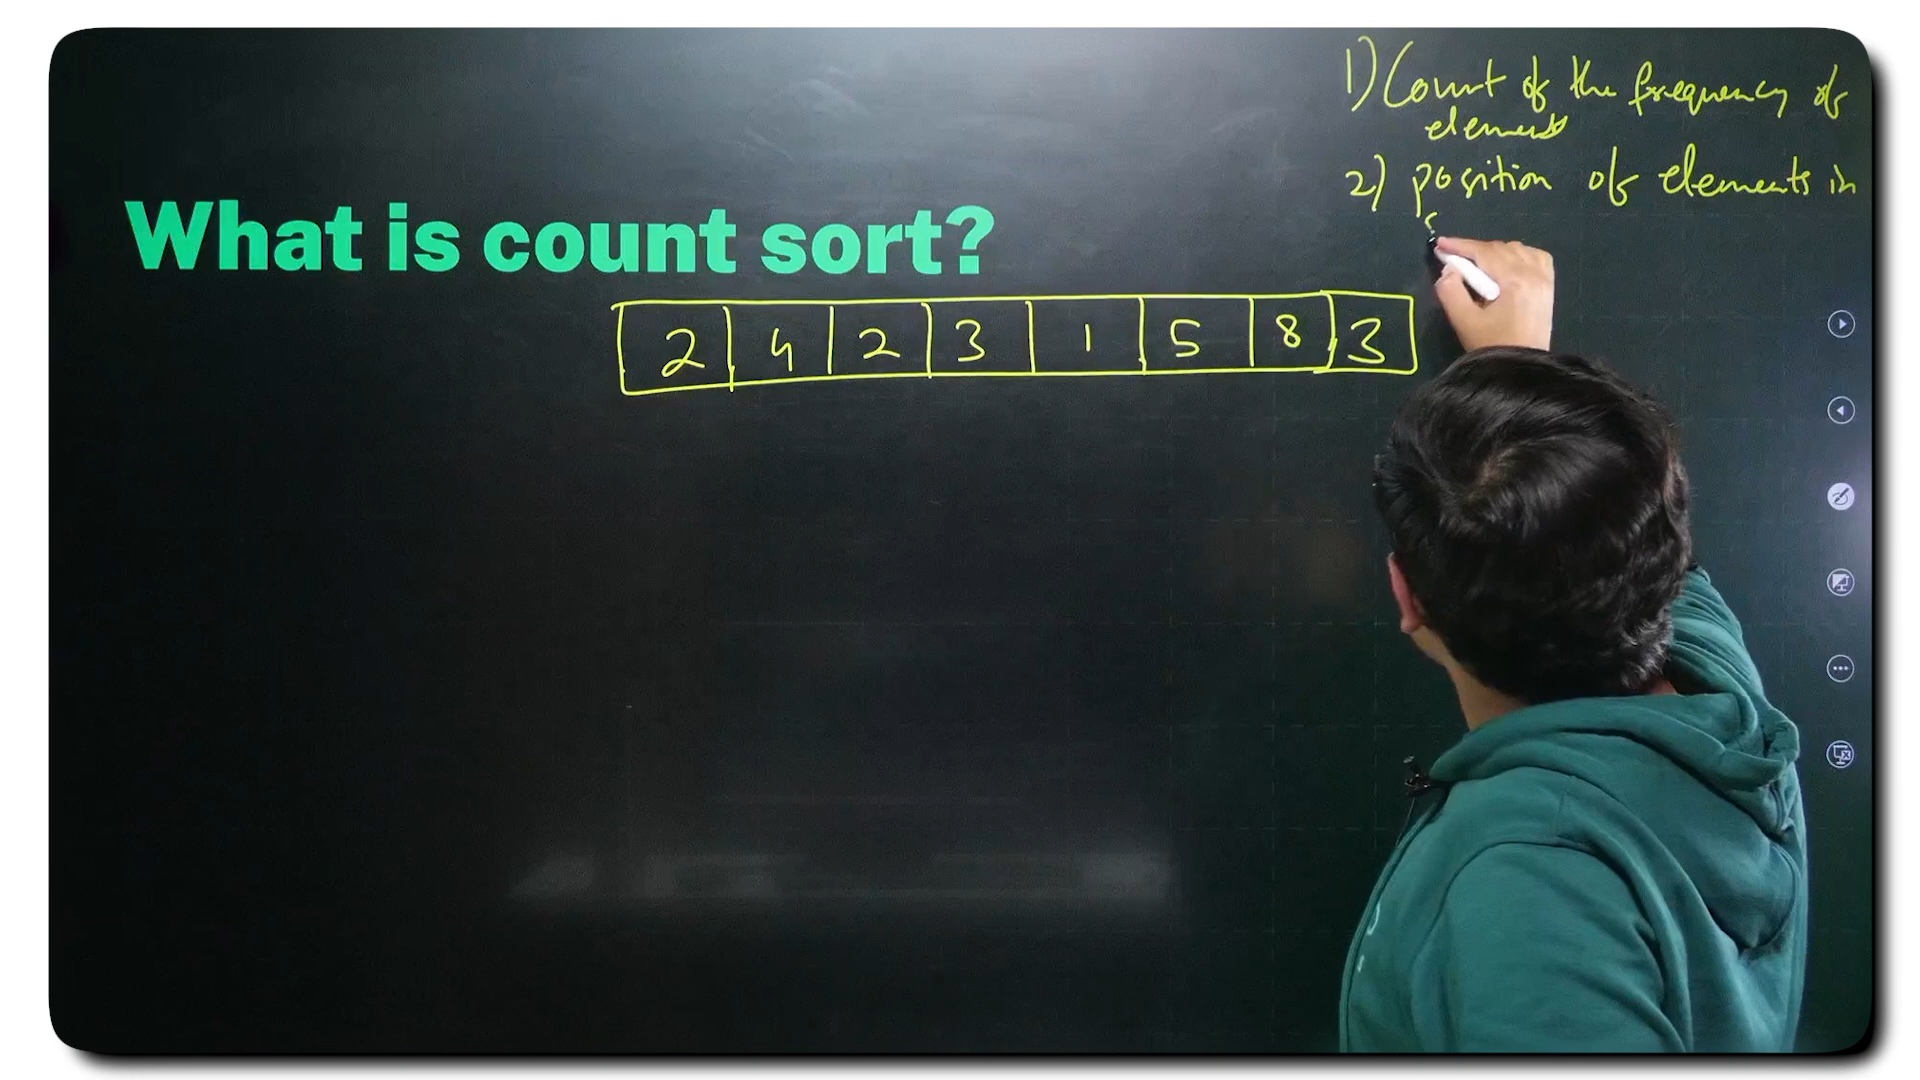 1) Count of the frequency of
elements
2) position of elements in
s
What is count sort?
2 4 2 3 1 5 8 3